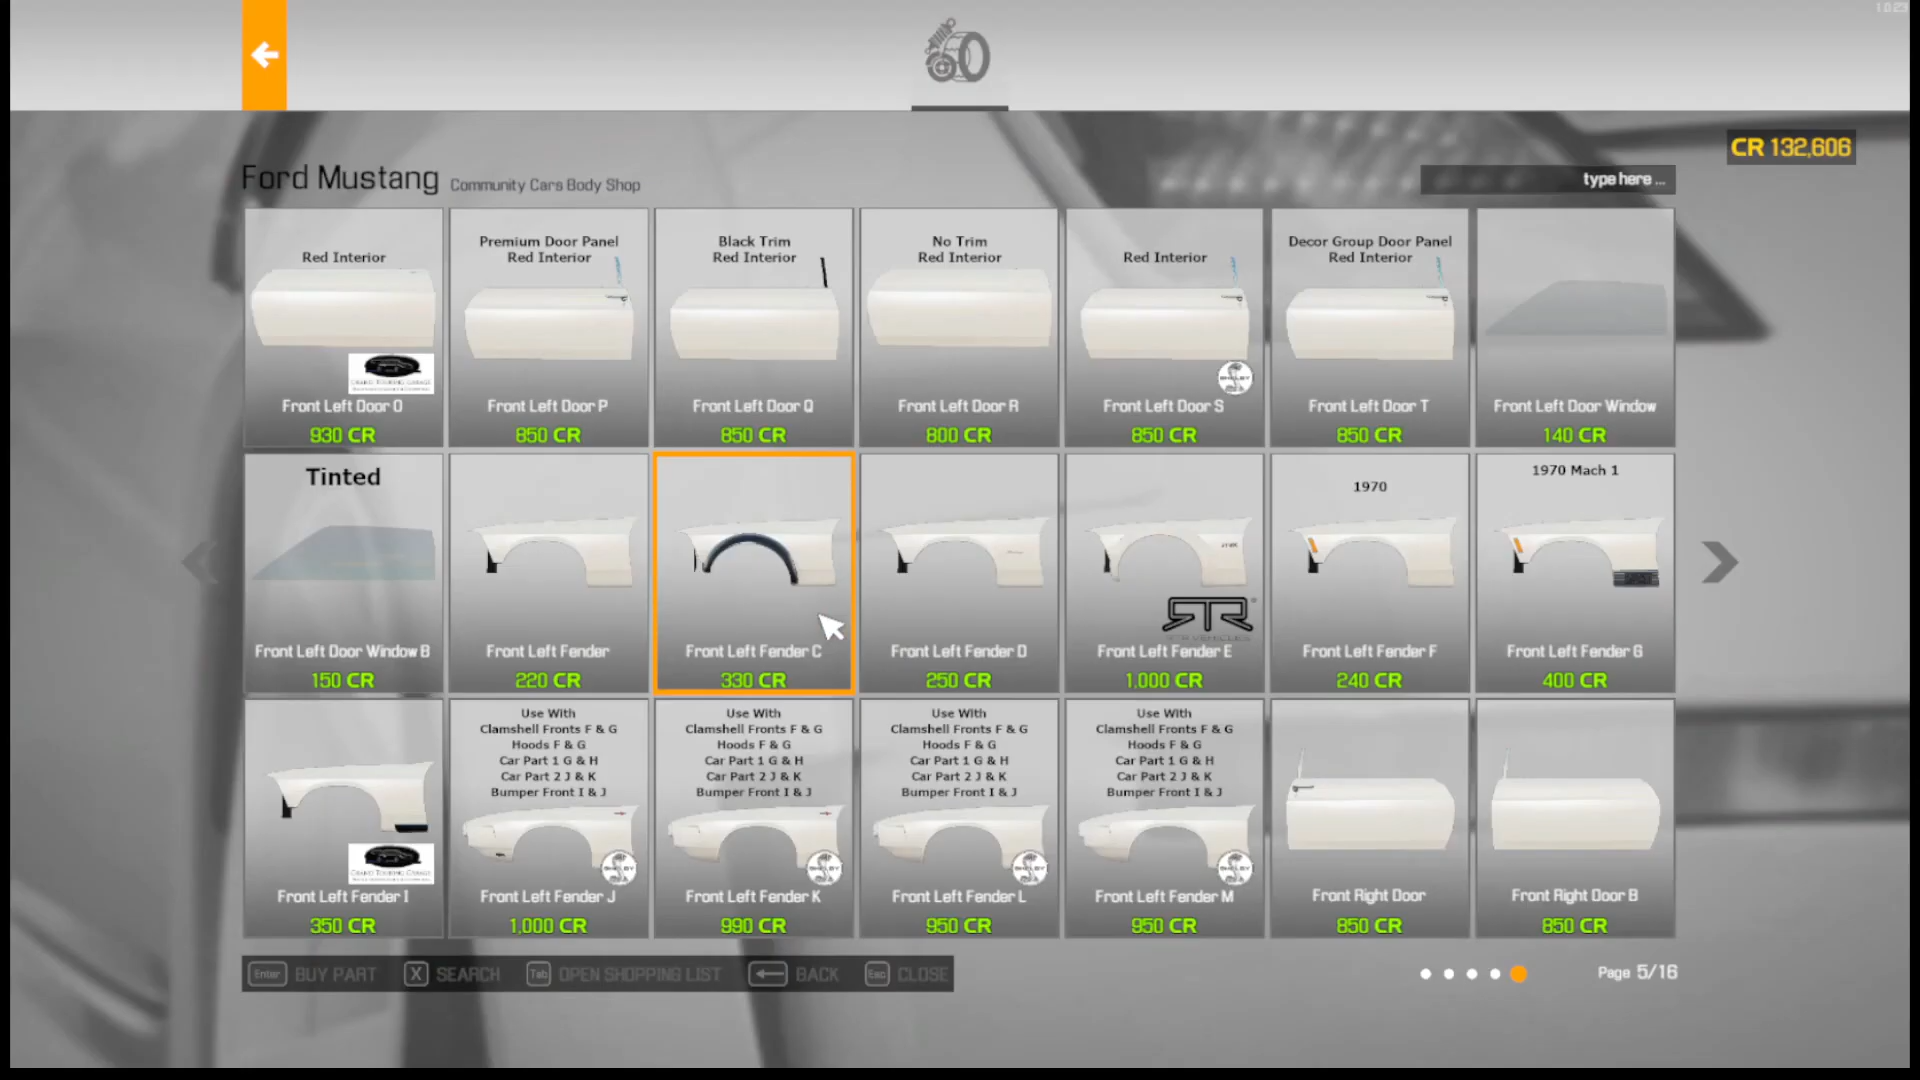 1.0.23
CR 132,606
Ford Mustang Community Cars Body Shop
type here ...
Red Interior
Front Left Door O
930 CR
Premium Door Panel
Red Interior
Front Left Door P
850 CR
Black Trim
Red Interior
Front Left Door Q
850 CR
No Trim
Red Interior
Front Left Door R
800 CR
Red Interior
SHELBY
Front Left Door S
850 CR
Decor Group Door Panel
Red Interior
Front Left Door T
850 CR
Front Left Door Window
140 CR
Tinted
Front Left Door Window B
150 CR
Front Left Fender
220 CR
Front Left Fender C
330 CR
Front Left Fender D
250 CR
RTR
RTR VEHICLES
Front Left Fender E
1,000 CR
1970
Front Left Fender F
240 CR
1970 Mach 1
Front Left Fender G
400 CR
Front Left Fender I
350 CR
Use With
Clamshell Fronts F & G
Hoods F & G
Car Part 1 G & H
Car Part 2 J & K
Bumper Front I & J
SHELBY
Front Left Fender J
1,000 CR
Use With
Clamshell Fronts F & G
Hoods F & G
Car Part 1 G & H
Car Part 2 J & K
Bumper Front I & J
SHELBY
Front Left Fender K
990 CR
Use With
Clamshell Fronts F & G
Hoods F & G
Car Part 1 G & H
Car Part 2 J & K
Bumper Front I & J
SHELBY
Front Left Fender L
950 CR
Use With
Clamshell Fronts F & G
Hoods F & G
Car Part 1 G & H
Car Part 2 J & K
Bumper Front I & J
SHELBY
Front Left Fender M
950 CR
Front Right Door
850 CR
Front Right Door B
850 CR
Enter BUY PART X SEARCH Tab OPEN SHOPPING LIST BACK Esc CLOSE
Page 5/16